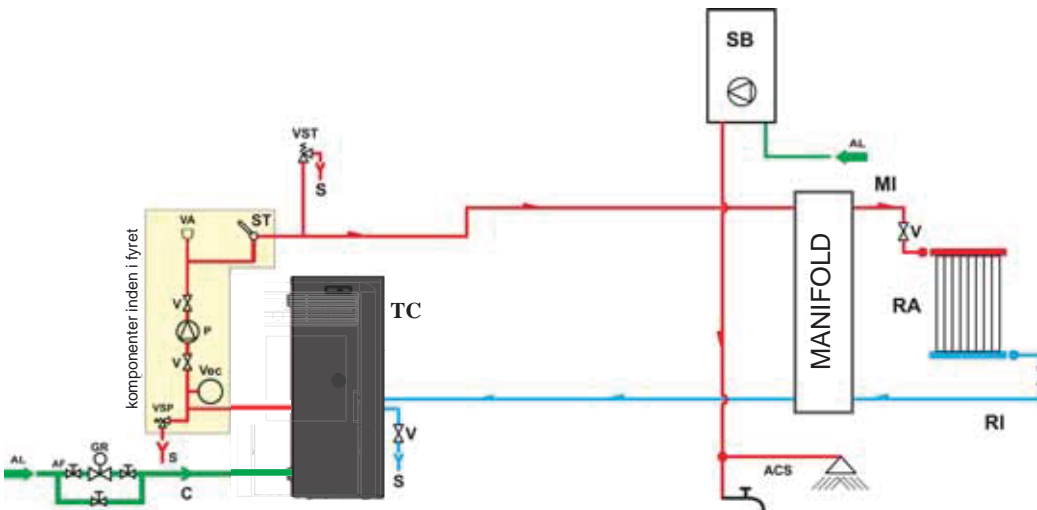 SB
VST
S
AL
MI
VA
ST
V
komponenter inden i fyret
V
P
V
Vec
VSP
S
TC
MANIFOLD
RA
V
S
RI
AL
AF
GR
C
ACS